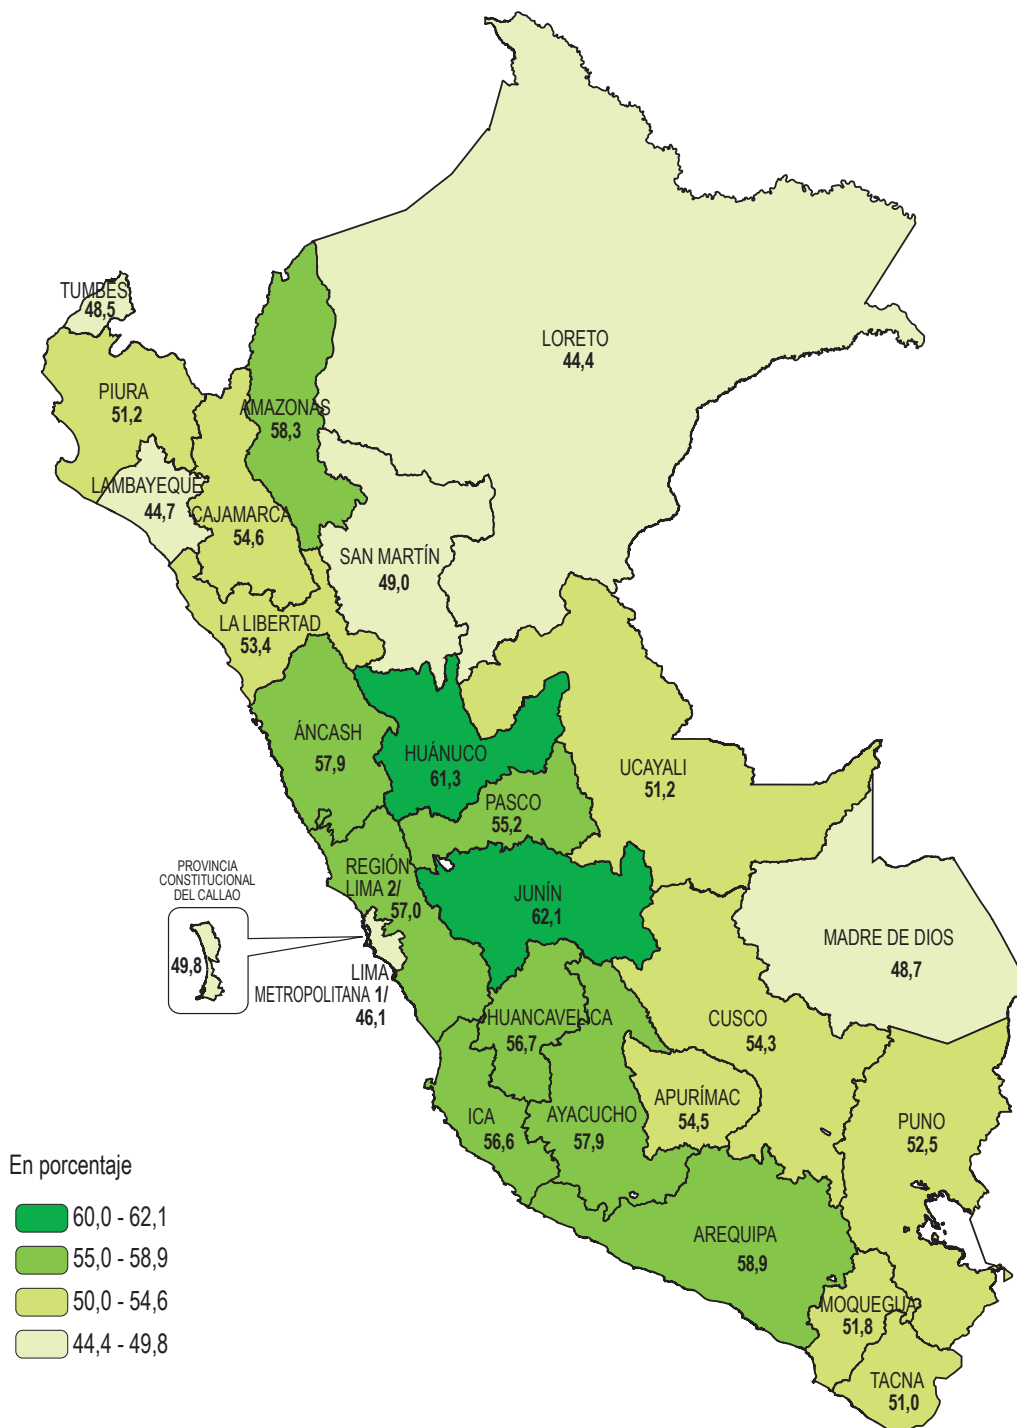 TUMBES
48,5
LORETO
44,4
PIURA
51,2
AMAZONAS
58,3
LAMBAYEQUE
44,7
CAJAMARCA
54,6
SAN MARTÍN
49,0
LA LIBERTAD
53,4
ÁNCASH
57,9
HUÁNUCO
61,3
UCAYALI
51,2
PASCO
55,2
PROVINCIA
CONSTITUCIONAL
DEL CALLAO
49,8
REGIÓN
LIMA 2/
57,0
JUNÍN
62,1
MADRE DE DIOS
48,7
LIMA
METROPOLITANA 1/
46,1
HUANCAVELICA
56,7
CUSCO
54,3
ICA
56,6
AYACUCHO
57,9
APURÍMAC
54,5
PUNO
52,5
AREQUIPA
58,9
MOQUEGUA
51,8
TACNA
51,0
En porcentaje
60,0 - 62,1
55,0 - 58,9
50,0 - 54,6
44,4 - 49,8